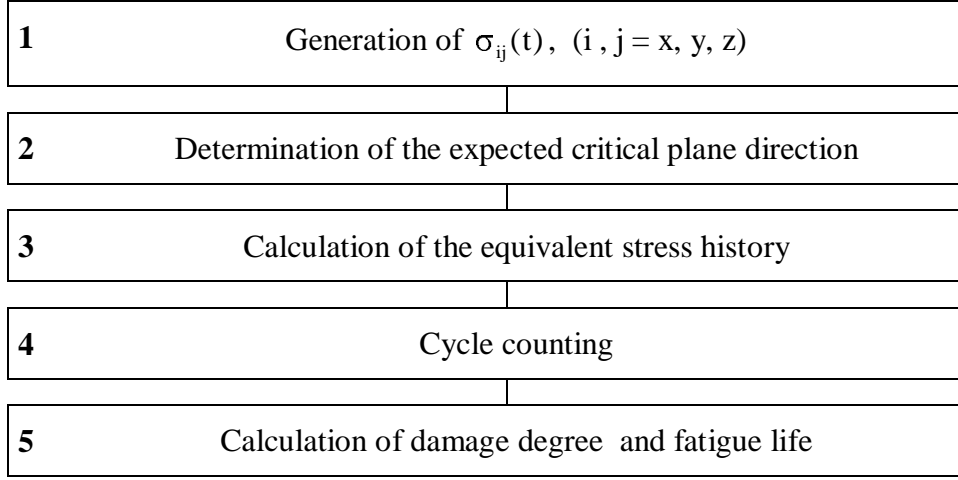 1 Generation of σij(t), (i, j = x, y, z)
2 Determination of the expected critical plane direction
3 Calculation of the equivalent stress history
4 Cycle counting
5 Calculation of damage degree and fatigue life